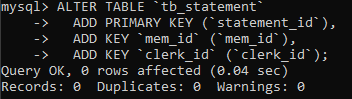 mysql> ALTER TABLE `tb_statement`
    ->   ADD PRIMARY KEY (`statement_id`),
    ->   ADD KEY `mem_id` (`mem_id`),
    ->   ADD KEY `clerk_id` (`clerk_id`);
Query OK, 0 rows affected (0.04 sec)
Records: 0  Duplicates: 0  Warnings: 0